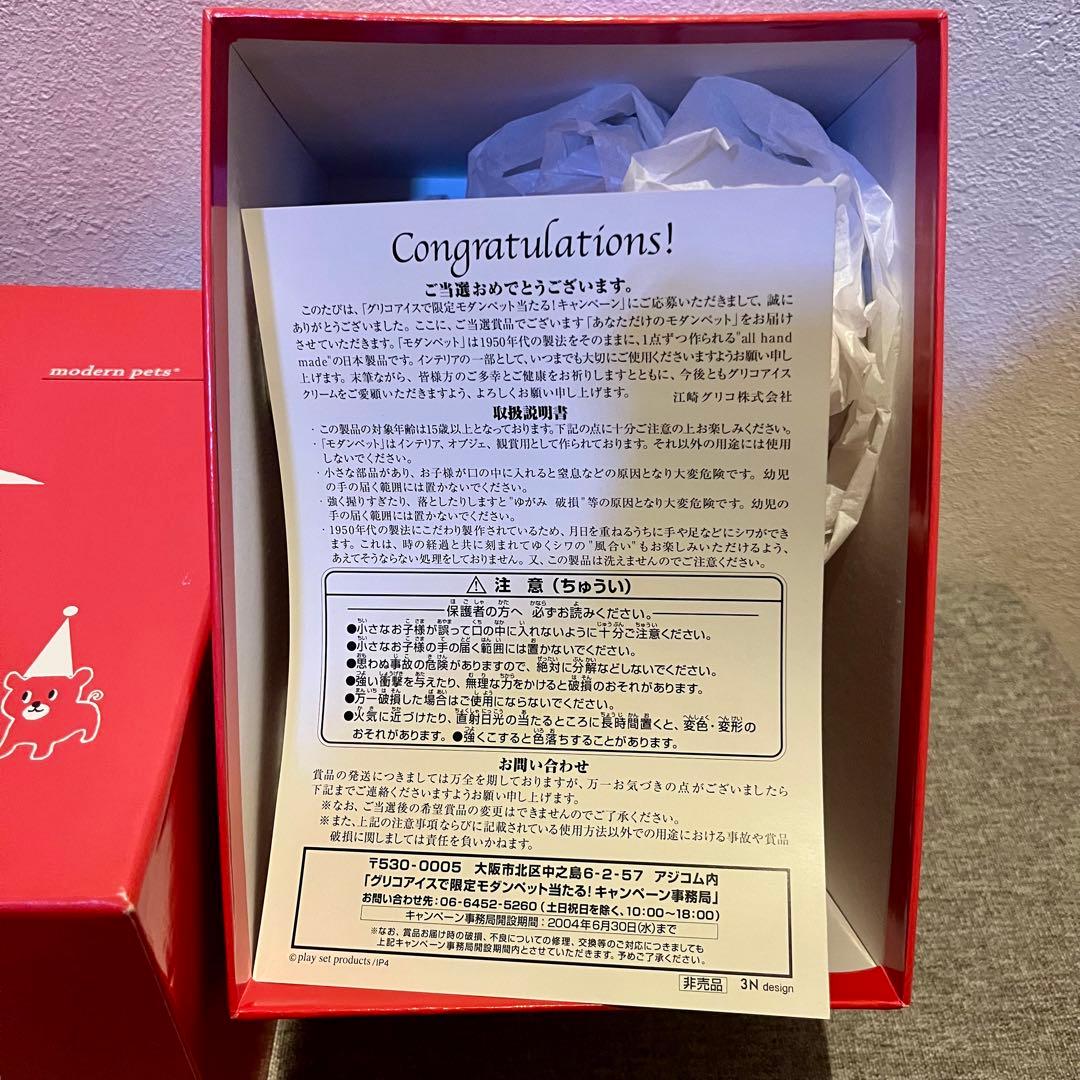 modern pets®
Congratulations!
ご当選おめでとうございます。
このたびは、「グリコアイスで限定モダンペット当たる!キャンペーン」にご応募いただきまして、誠に
ありがとうございました。ここに、ご当選賞品でございます「あなただけのモダンペット」をお届け
させていただきます。「モダンペット」は1950年代の製法をそのままに、1点ずつ作られる"all hand
made"の日本製品です。インテリアの一部として、いつまでも大切にご使用くださいますようお願い申し
上げます。末筆ながら、皆様方のご多幸とご健康をお祈りしますとともに、今後ともグリコアイス
クリームをご愛顧いただきますよう、よろしくお願い申し上げます。 江崎グリコ株式会社
取扱説明書
・この製品の対象年齢は15歳以上となっております。下記の点に十分ご注意の上お楽しみください。
・「モダンペット」はインテリア、オブジェ、観賞用として作られております。それ以外の用途には使用
しないでください。
・小さな部品があり、お子様が口の中に入れると窒息などの原因となり大変危険です。幼児
の手の届く範囲には置かないでください。
・強く握りすぎたり、落としたりしますと"ゆがみ 破損"等の原因となり大変危険です。幼児の
手の届く範囲には置かないでください。
・1950年代の製法にこだわり製作されているため、月日を重ねるうちに手や足などにシワができ
ます。これは、時の経過と共に刻まれてゆくシワの"風合い"もお楽しみいただけるよう、
あえてそうならない処理をしておりません。又、この製品は洗えませんのでご注意ください。
⚠ 注意(ちゅうい)
保護者の方へ 必ずお読みください。
●小さなお子様が誤って口の中に入れないように十分ご注意ください。
●小さなお子様の手の届く範囲には置かないでください。
●思わぬ事故の危険がありますので、絶対に分解などしないでください。
●強い衝撃を与えたり、無理な力をかけると破損のおそれがあります。
●万一破損した場合はご使用にならないでください。
●火気に近づけたり、直射日光の当たるところに長時間置くと、変色・変形の
おそれがあります。●強くこすると色落ちすることがあります。
お問い合わせ
賞品の発送につきましては万全を期しておりますが、万一お気づきの点がございましたら
下記までご連絡くださいますようお願い申し上げます。
※なお、ご当選後の希望賞品の変更はできませんのでご了承ください。
※また、上記の注意事項ならびに記載されている使用方法以外での用途における事故や賞品
破損に関しましては責任を負いかねます。
〒530-0005 大阪市北区中之島6-2-57 アジコム内
「グリコアイスで限定モダンペット当たる!キャンペーン事務局」
お問い合わせ先:06-6452-5260(土日祝日を除く、10:00~18:00)
キャンペーン事務局開設期間:2004年6月30日(水)まで
※なお、賞品お届け時の破損、不良についての修理、交換等のご対応につきましても
上記キャンペーン事務局開設期間内とさせていただきます。予めご了承ください。
©play set products/IP4
非売品 3N design